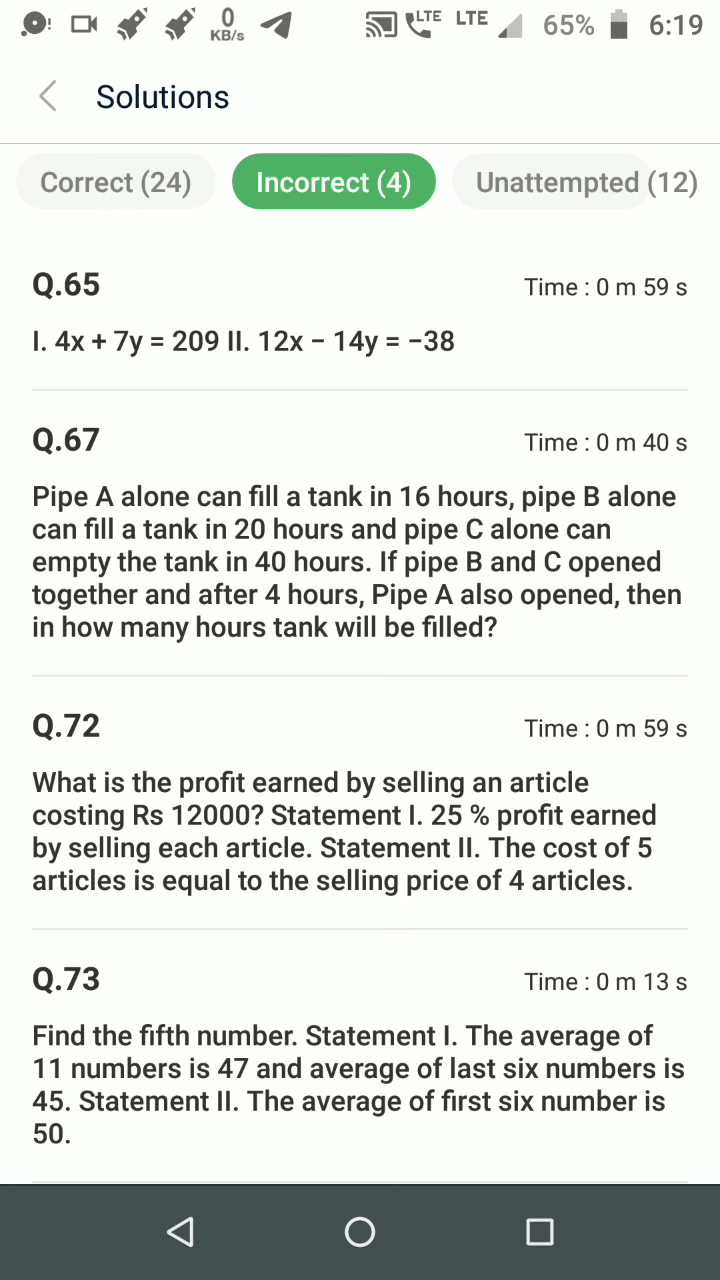 0 KB/s LTE LTE 65% 6:19
Solutions
Correct (24) Incorrect (4) Unattempted (12)
Q.65 Time : 0 m 59 s
I. 4x + 7y = 209 II. 12x − 14y = −38
Q.67 Time : 0 m 40 s
Pipe A alone can fill a tank in 16 hours, pipe B alone
can fill a tank in 20 hours and pipe C alone can
empty the tank in 40 hours. If pipe B and C opened
together and after 4 hours, Pipe A also opened, then
in how many hours tank will be filled?
Q.72 Time : 0 m 59 s
What is the profit earned by selling an article
costing Rs 12000? Statement I. 25 % profit earned
by selling each article. Statement II. The cost of 5
articles is equal to the selling price of 4 articles.
Q.73 Time : 0 m 13 s
Find the fifth number. Statement I. The average of
11 numbers is 47 and average of last six numbers is
45. Statement II. The average of first six number is
50.